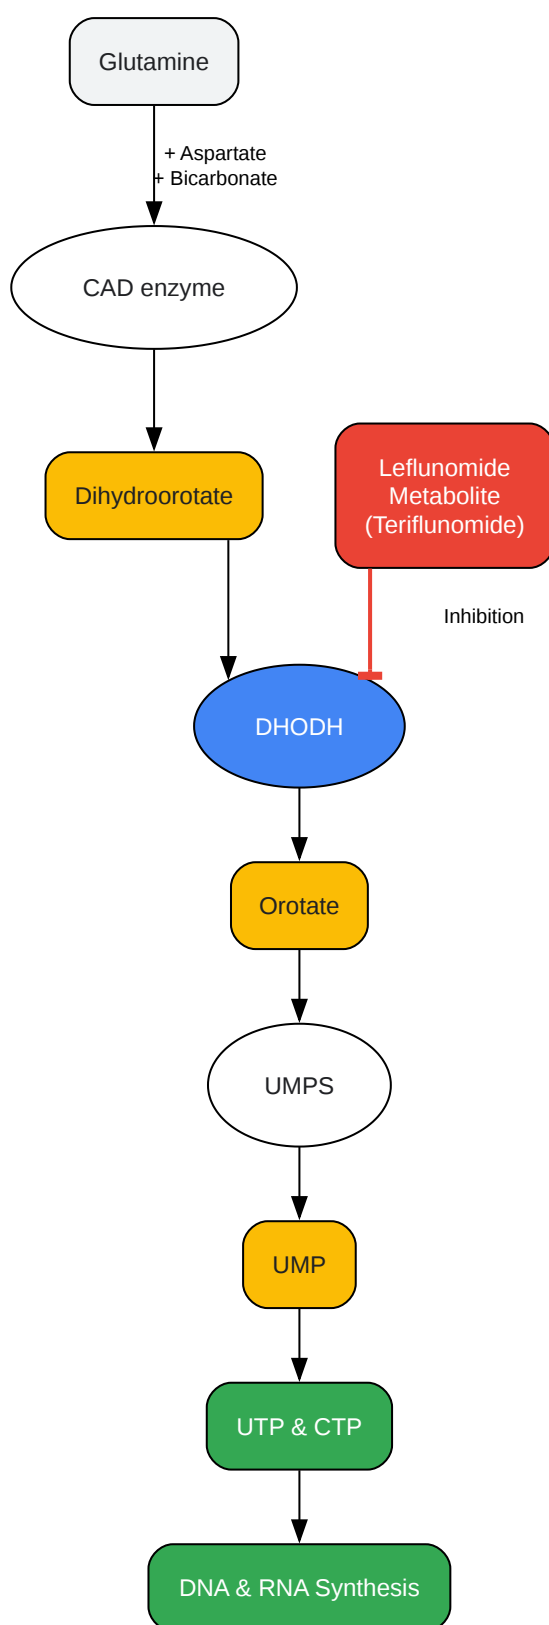 Glutamine
+ Aspartate
+ Bicarbonate
CAD enzyme
Dihydroorotate
Leflunomide
Metabolite
(Teriflunomide)
Inhibition
DHODH
Orotate
UMPS
UMP
UTP & CTP
DNA & RNA Synthesis